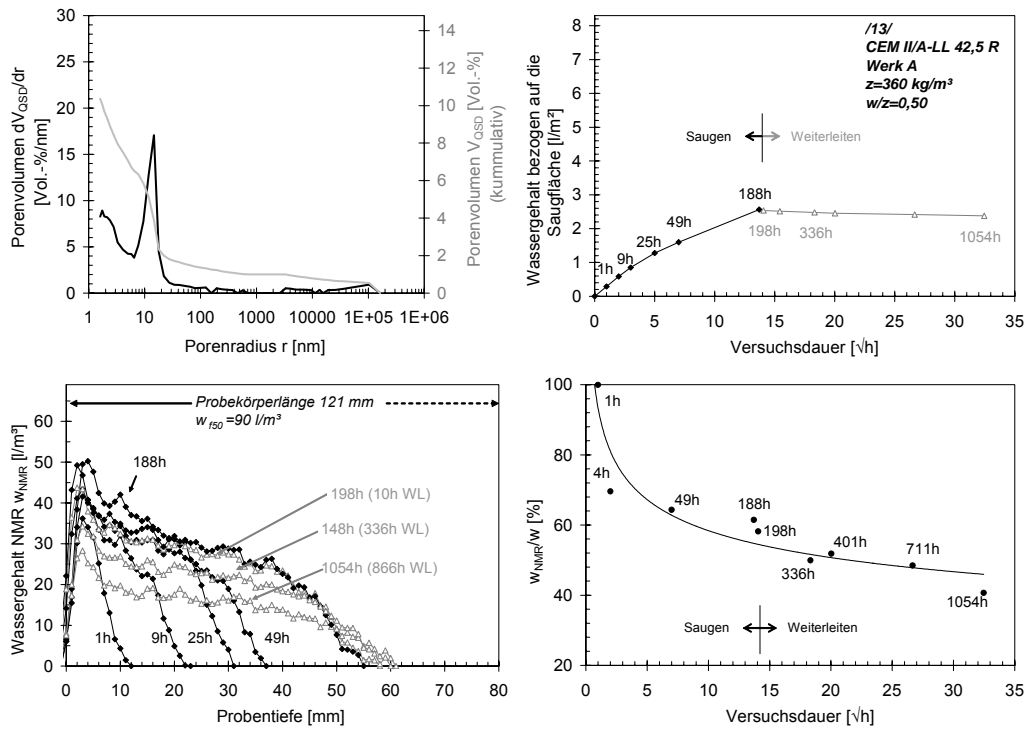 30
25
20
15
10
5
0
Porenvolumen dV_QSD/dr
[Vol.-%/nm]
14
12
10
8
6
4
2
0
Porenvolumen V_QSD [Vol.-%]
(kummulativ)
1
10
100
1000
10000
1E+05
1E+06
Porenradius r [nm]
8
7
6
5
4
3
2
1
0
Wassergehalt bezogen auf die
Saugfläche [l/m²]
/13/
CEM II/A-LL 42,5 R
Werk A
z=360 kg/m³
w/z=0,50
Saugen
Weiterleiten
188h
49h
25h
9h
1h
198h
336h
1054h
0
5
10
15
20
25
30
35
Versuchsdauer [√h]
60
50
40
30
20
10
0
Wassergehalt NMR w_NMR [l/m³]
Probekörperlänge 121 mm
w_f50 =90 l/m³
188h
198h (10h WL)
148h (336h WL)
1054h (866h WL)
1h
9h
25h
49h
0
10
20
30
40
50
60
70
80
Probentiefe [mm]
100
80
60
40
20
w_NMR/w [%]
1h
4h
49h
188h
198h
336h
401h
711h
1054h
Saugen
Weiterleiten
0
5
10
15
20
25
30
35
Versuchsdauer [√h]